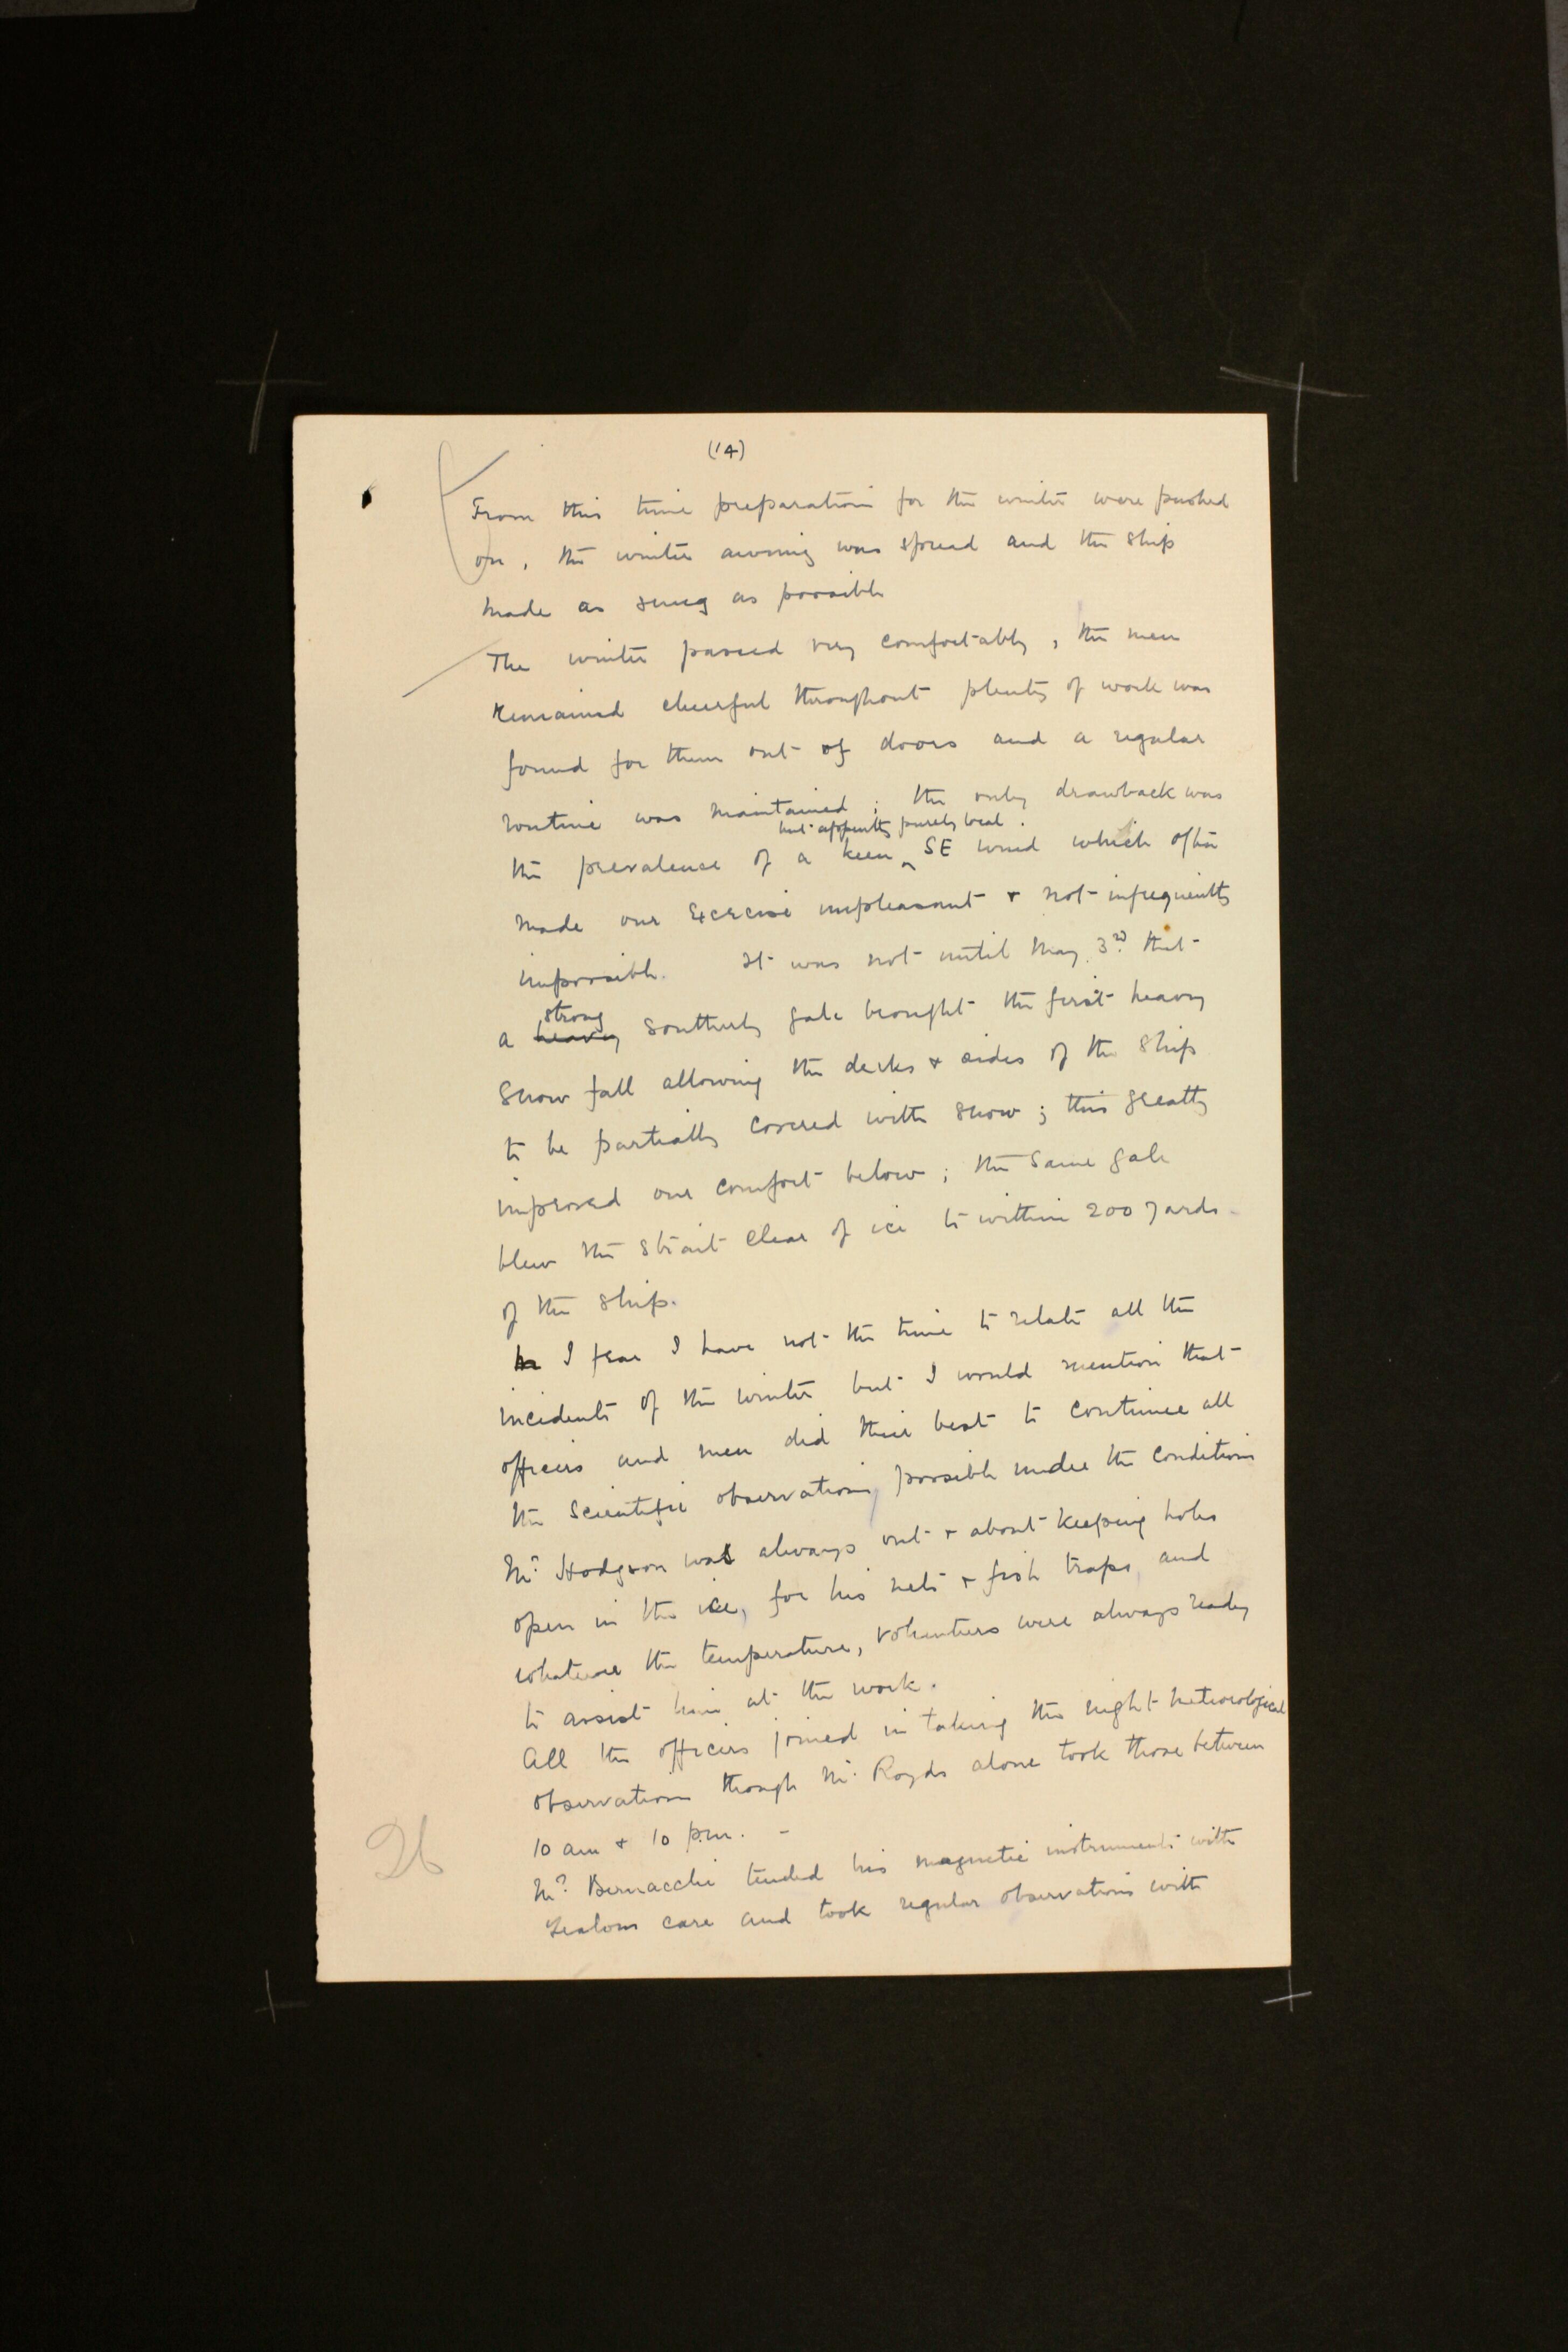 (14)
From this time preparation for the winter were pushed
on, the winter awning was spread and the ship
made as snug as possible
The winter passed very comfortably, the men
remained cheerful throughout plenty of work was
found for them out of doors and a regular
routine was maintained; the only drawback was
but apparently purely local
the prevalence of a keen SE wind which often
made our exercise unpleasant & not infrequently
impossible. It was not until May 3rd that
strong
a heavy southerly gale brought the first heavy
snow fall allowing the decks & sides of the ship
to be partially covered with snow; this greatly
improved our comfort below; the same gale
blew the strait clear of ice to within 200 yards
of the ship.
I fear I have not the time to relate all the
incidents of the winter but I would mention that
officers and men did their best to continue all
the scientific observations possible under the conditions
Mr Hodgson was always out & about keeping holes
open in the ice, for his nets & fish traps and
whatever the temperature, volunteers were always ready
to assist him at the work.
All the officers joined in taking the night meteorological
observations though Mr. Royds alone took those between
10 am & 10 p.m. -
Mr Bernacchi tended his magnetic instruments with
zealous care and took regular observations with
26